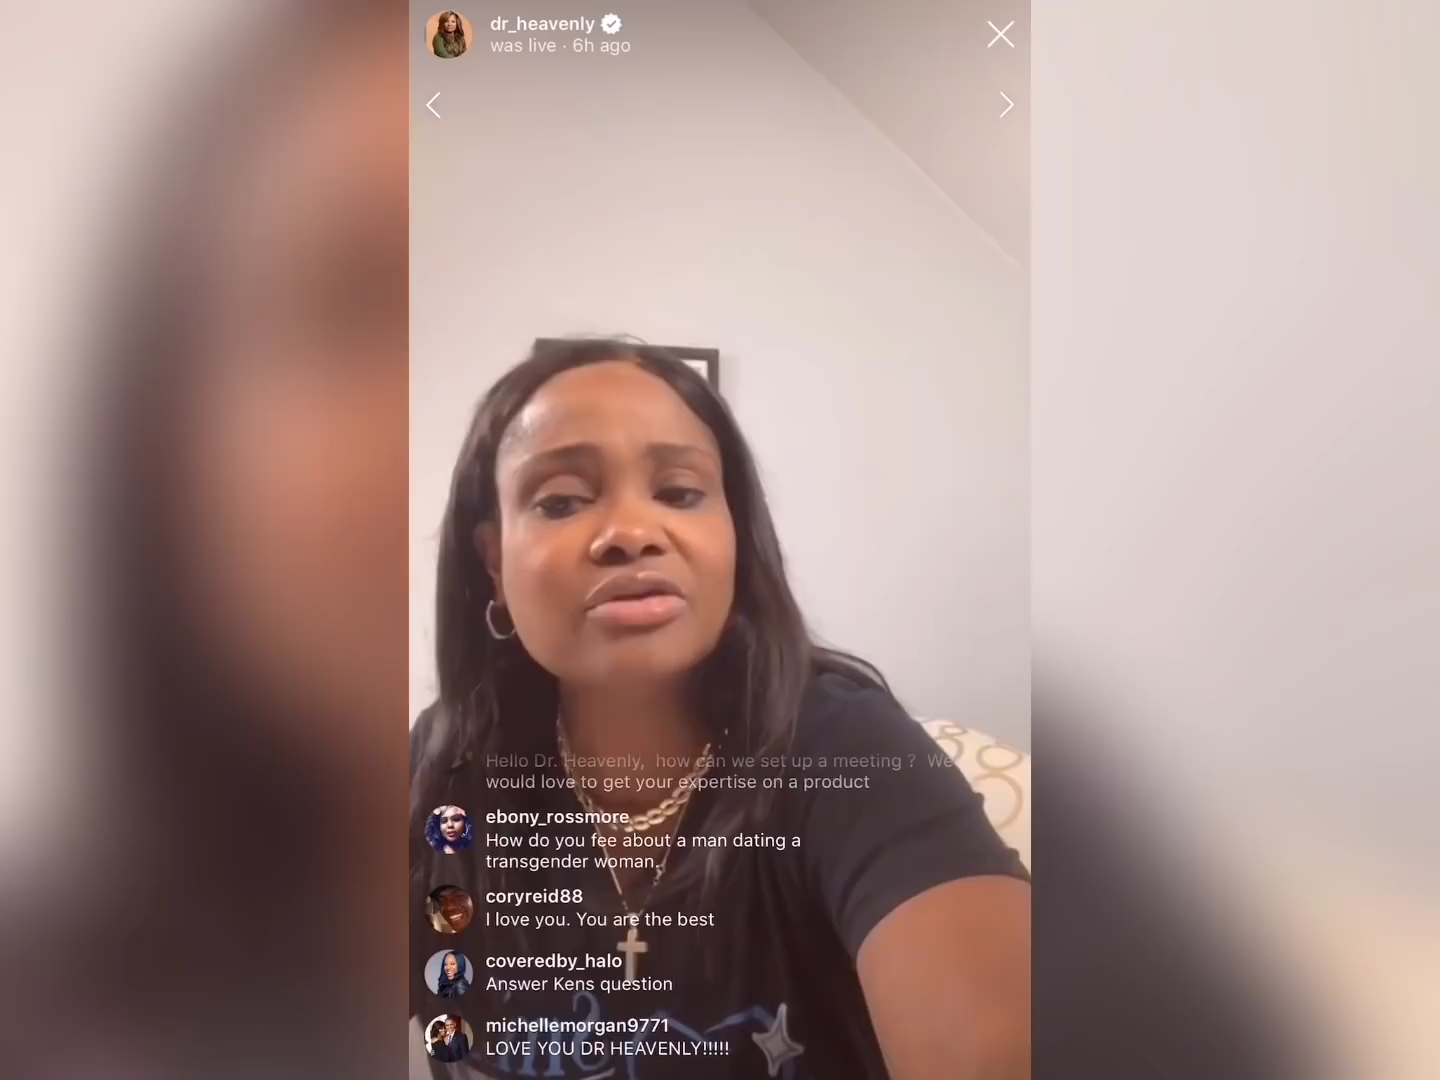 dr_heavenly
was live · 6h ago
Hello Dr. Heavenly, how can we set up a meeting ? We
would love to get your expertise on a product
ebony_rossmore
How do you fee about a man dating a
transgender woman.
coryreid88
I love you. You are the best
coveredby_halo
Answer Kens question
michellemorgan9771
LOVE YOU DR HEAVENLY!!!!!